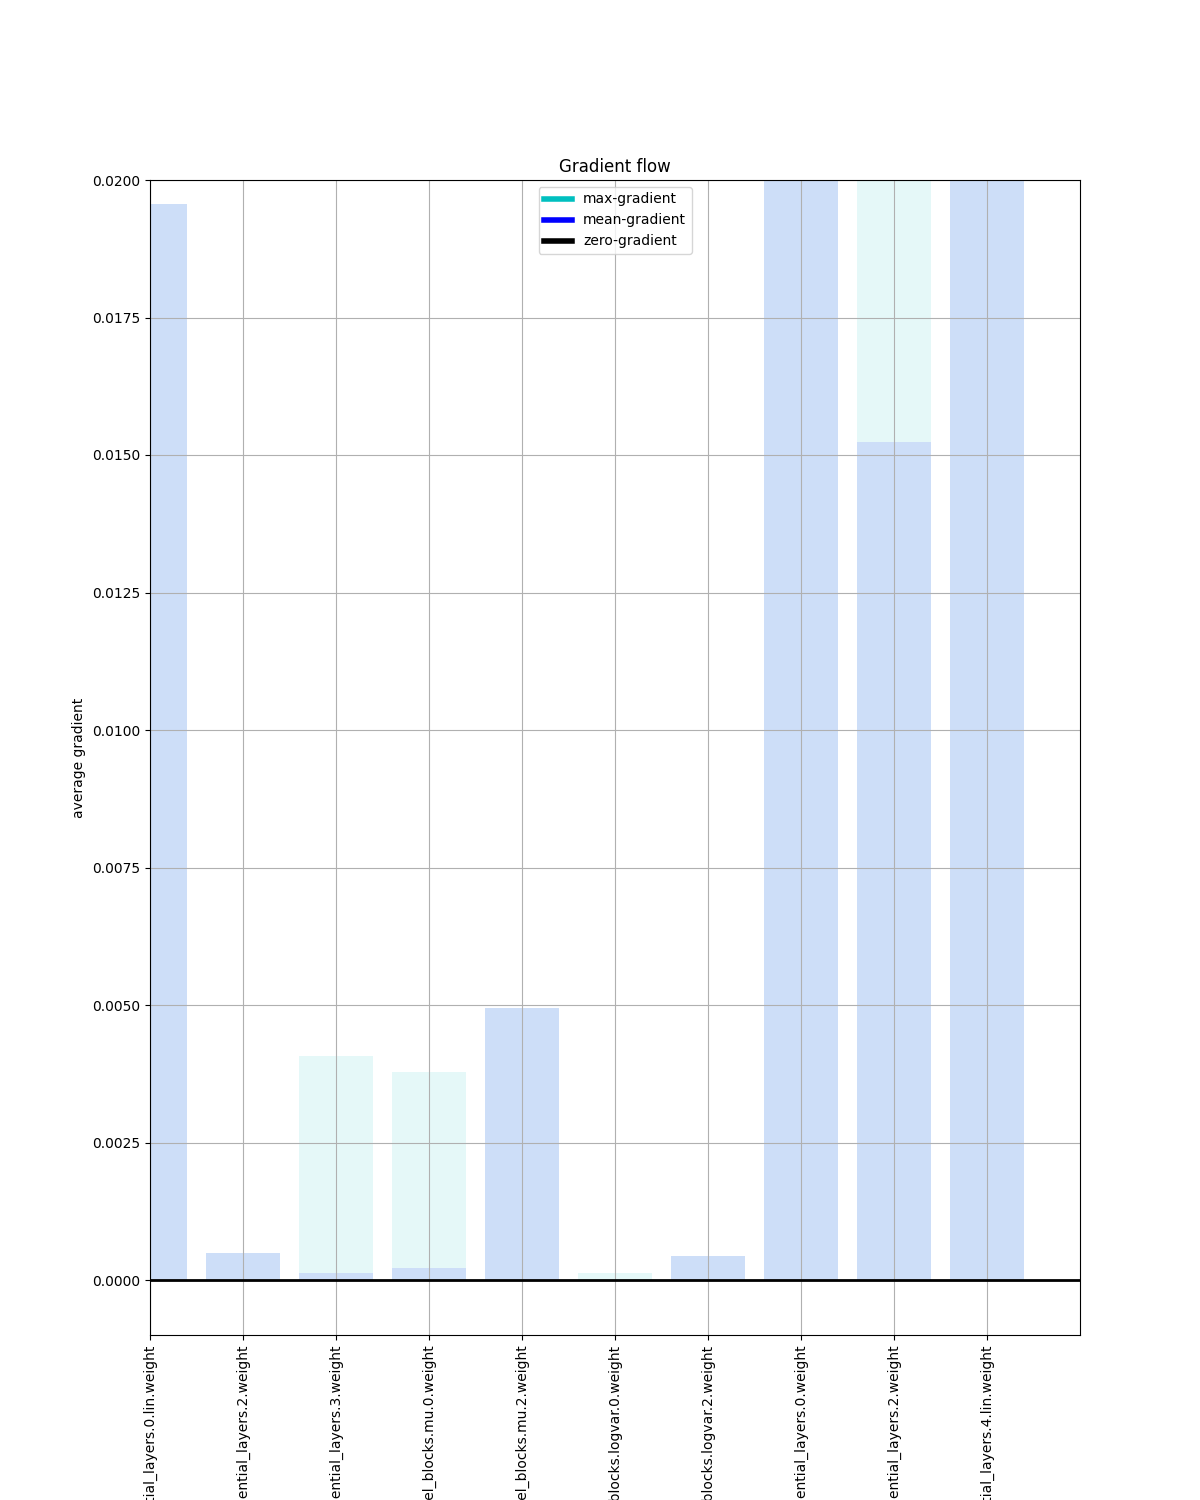 Gradient flow
max-gradient
mean-gradient
zero-gradient
0.0200
0.0175
0.0150
0.0125
0.0100
0.0075
0.0050
0.0025
0.0000
average gradient
tial_layers.0.lin.weight
ential_layers.2.weight
ential_layers.3.weight
el_blocks.mu.0.weight
el_blocks.mu.2.weight
blocks.logvar.0.weight
blocks.logvar.2.weight
ential_layers.0.weight
ential_layers.2.weight
tial_layers.4.lin.weight